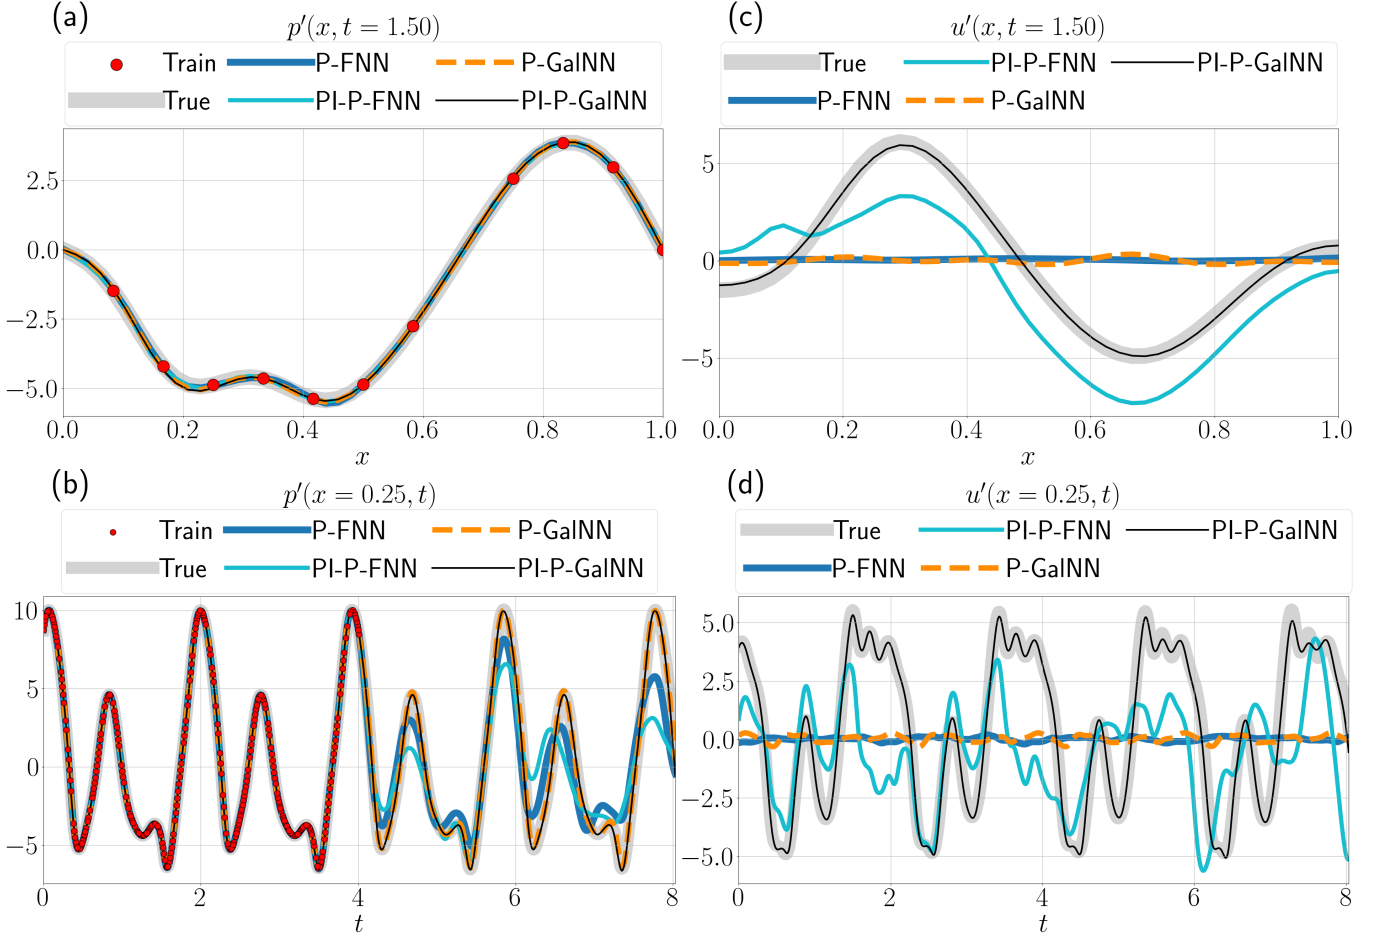 (a)
p′(x, t = 1.50)
Train P-FNN P-GalNN
True PI-P-FNN PI-P-GalNN
2.5
0.0
−2.5
−5.0
0.0 0.2 0.4 0.6 0.8 1.0
x
(c)
u′(x, t = 1.50)
True PI-P-FNN PI-P-GalNN
P-FNN P-GalNN
5
0
−5
0.0 0.2 0.4 0.6 0.8 1.0
x
(b)
p′(x = 0.25, t)
Train P-FNN P-GalNN
True PI-P-FNN PI-P-GalNN
10
5
0
−5
0 2 4 6 8
t
(d)
u′(x = 0.25, t)
True PI-P-FNN PI-P-GalNN
P-FNN P-GalNN
5.0
2.5
0.0
−2.5
−5.0
0 2 4 6 8
t